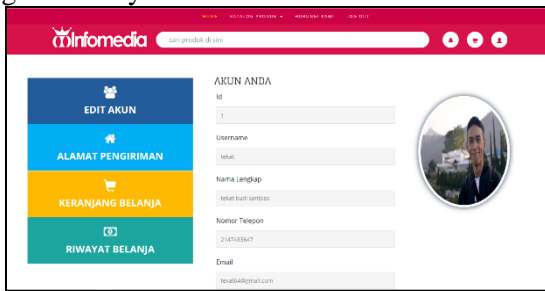 HOME KATALOG PRODUK HUBUNGI KAMI LOG OUT
Infomedia cari produk di sini
EDIT AKUN
ALAMAT PENGIRIMAN
KERANJANG BELANJA
RIWAYAT BELANJA
AKUN ANDA
Id
1
Username
tekat
Nama Lengkap
tekat budi santoso
Nomor Telepon
2147483647
Email